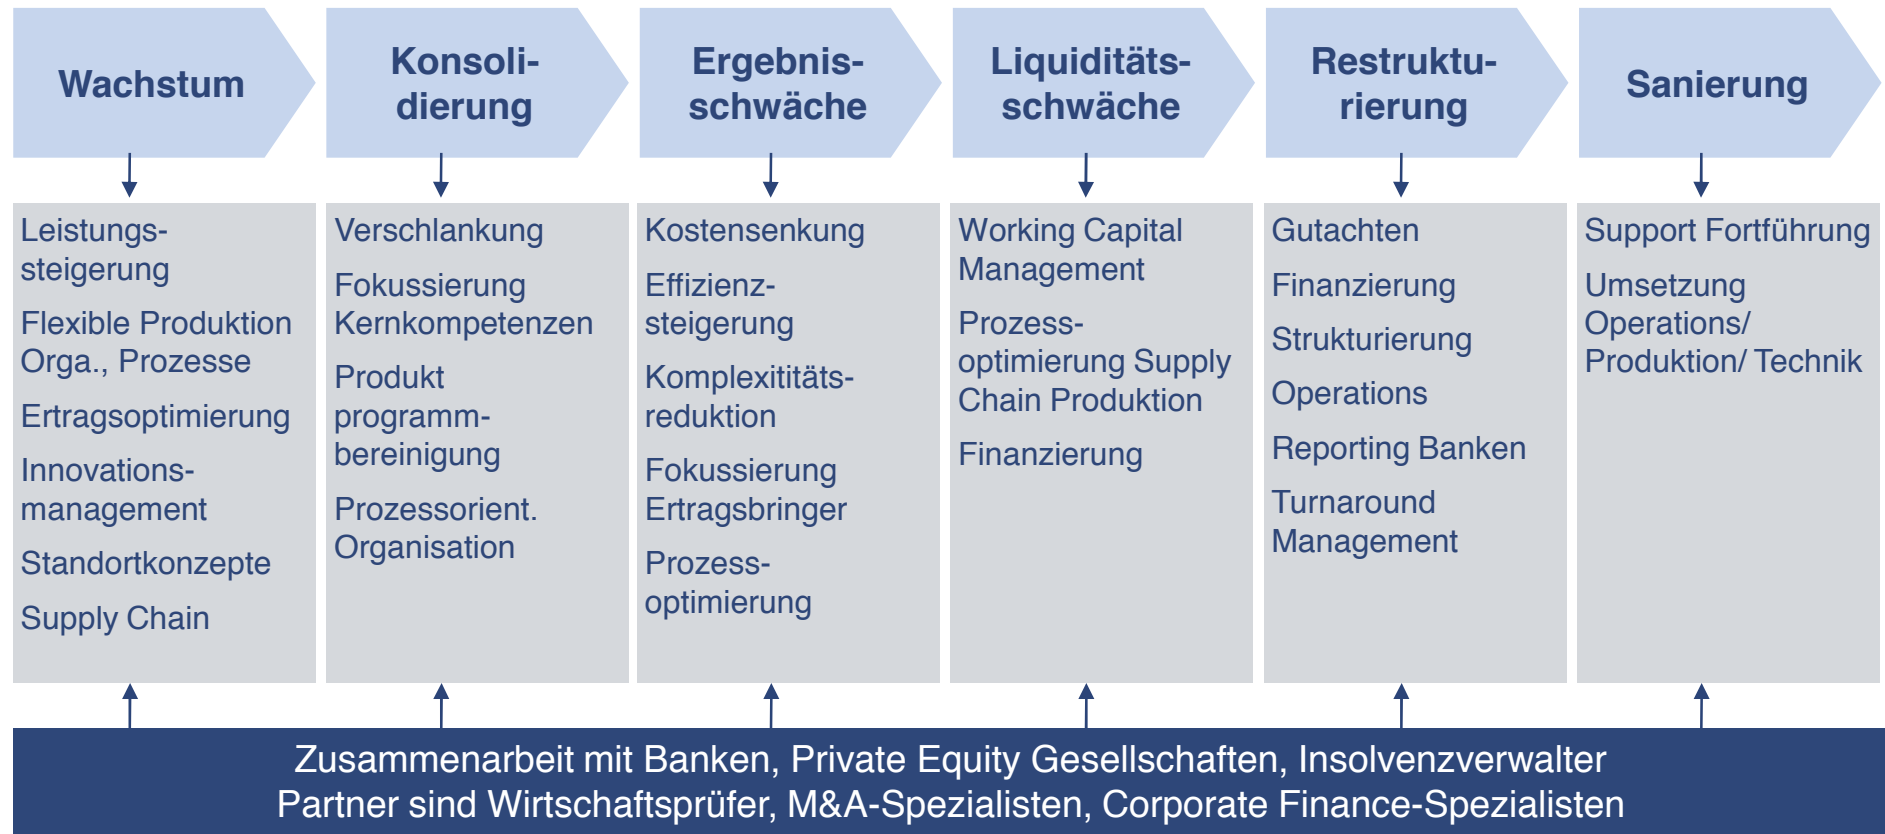 Wachstum
Konsoli-
dierung
Ergebnis-
schwäche
Liquiditäts-
schwäche
Restruktu-
rierung
Sanierung
Leistungs-
steigerung
Flexible Produktion
Orga., Prozesse
Ertragsoptimierung
Innovations-
management
Standortkonzepte
Supply Chain
Verschlankung
Fokussierung
Kernkompetenzen
Produkt
programm-
bereinigung
Prozessorient.
Organisation
Kostensenkung
Effizienz-
steigerung
Komplexititäts-
reduktion
Fokussierung
Ertragsbringer
Prozess-
optimierung
Working Capital
Management
Prozess-
optimierung Supply
Chain Produktion
Finanzierung
Gutachten
Finanzierung
Strukturierung
Operations
Reporting Banken
Turnaround
Management
Support Fortführung
Umsetzung
Operations/
Produktion/ Technik
Zusammenarbeit mit Banken, Private Equity Gesellschaften, Insolvenzverwalter
Partner sind Wirtschaftsprüfer, M&A-Spezialisten, Corporate Finance-Spezialisten